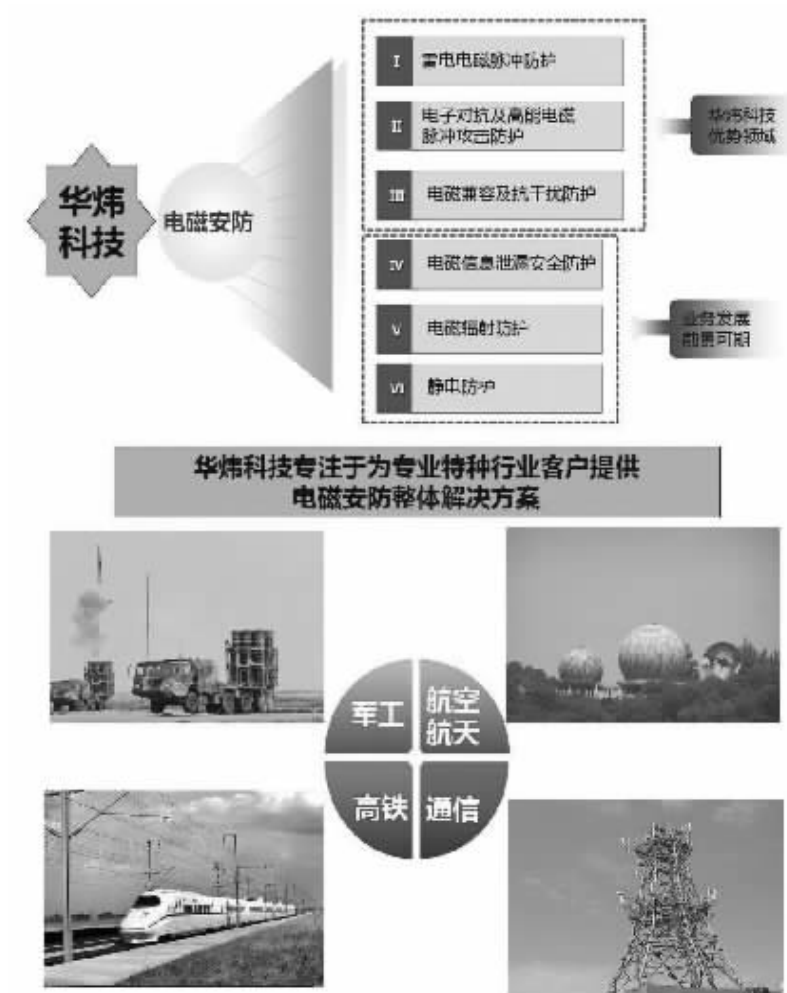 I
雷电电磁脉冲防护
II
电子对抗及高能电磁
脉冲攻击防护
III
电磁兼容及抗干扰防护
华炜科技
优势领域
华炜
科技
电磁安防
IV
电磁信息泄漏安全防护
V
电磁辐射防护
VI
静电防护
业务发展
前景可期
华炜科技专注于为专业特种行业客户提供
电磁安防整体解决方案
军工
航空
航天
高铁
通信